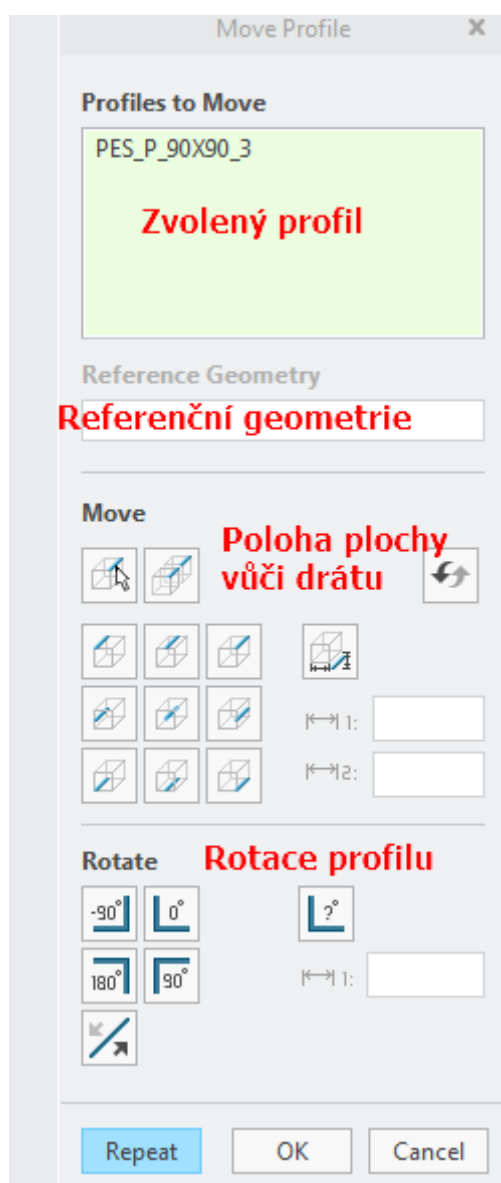 Move Profile
Profiles to Move
PES_P_90X90_3
Zvolený profil
Reference Geometry
Referenční geometrie
Move
Poloha plochy
vůči drátu
1:
2:
Rotate
Rotace profilu
-90°
0°
?°
180°
90°
1:
Repeat
OK
Cancel